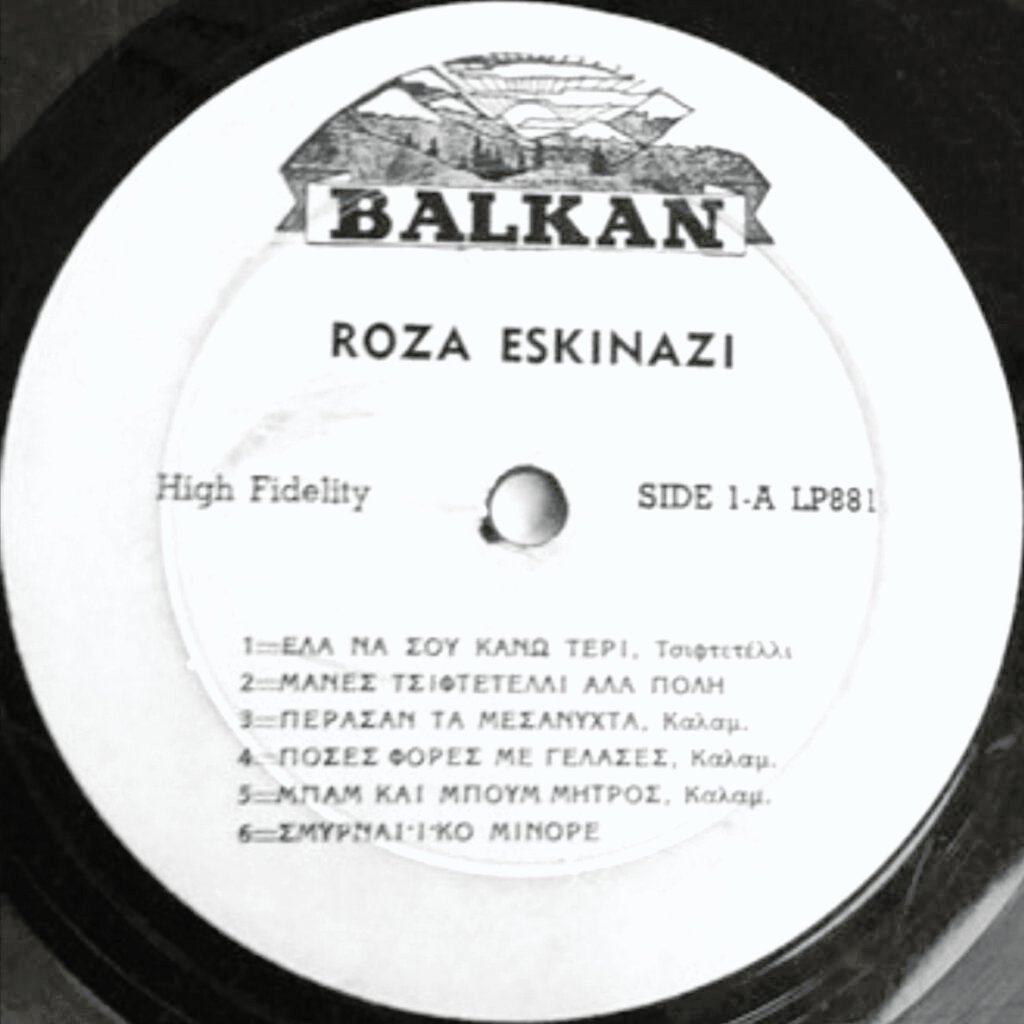 BALKAN
ROZA ESKINAZI
High Fidelity
SIDE 1-A LP881
1=ΕΛΑ ΝΑ ΣΟΥ ΚΑΝΩ ΤΕΡΙ, Τσιφτετέλλι
2=ΜΑΝΕΣ ΤΣΙΦΤΕΤΕΛΛΙ ΑΛΑ ΠΟΛΗ
3=ΠΕΡΑΣΑΝ ΤΑ ΜΕΣΑΝΥΧΤΑ, Καλαμ.
4=ΠΟΣΕΣ ΦΟΡΕΣ ΜΕ ΓΕΛΑΣΕΣ, Καλαμ.
5=ΜΠΑΜ ΚΑΙ ΜΠΟΥΜ ΜΗΤΡΟΣ, Καλαμ.
6=ΣΜΥΡΝΑΙ·Ι·ΚΟ ΜΙΝΟΡΕ